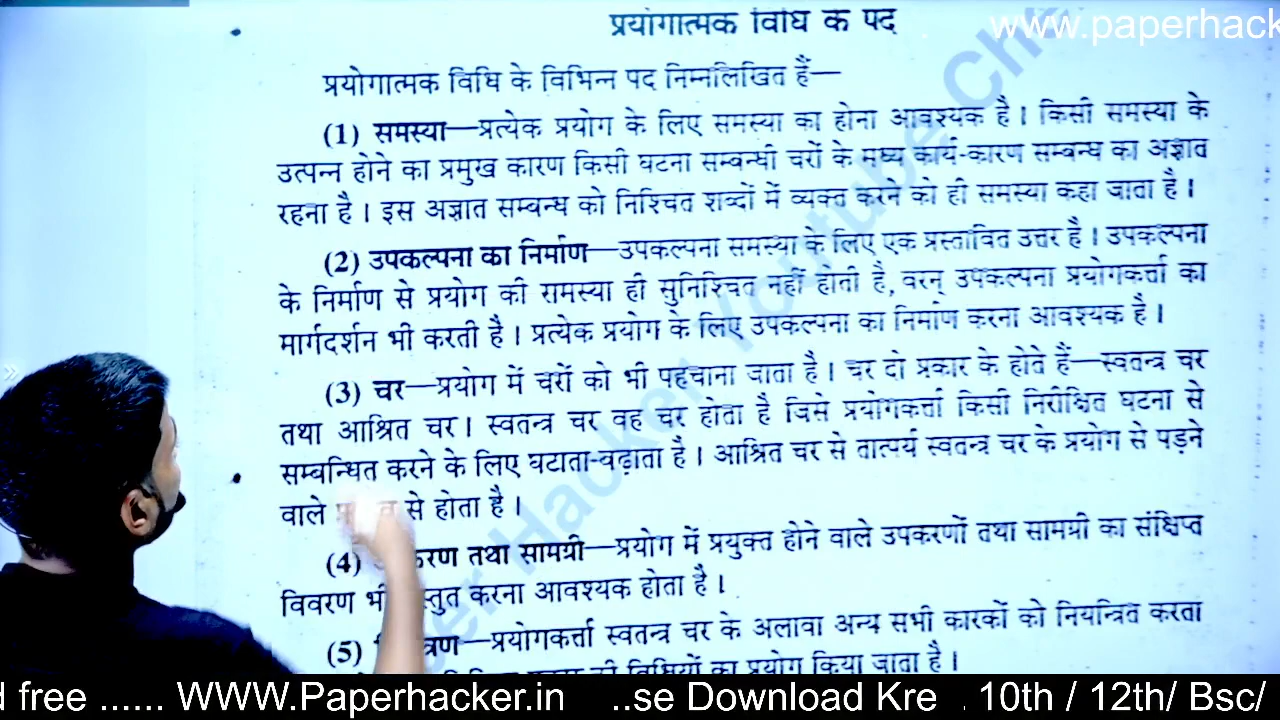 प्रयोगात्मक विधि के पद
www.paperhack
प्रयोगात्मक विधि के विभिन्न पद निम्नलिखित हैं—
(1) समस्या—प्रत्येक प्रयोग के लिए समस्या का होना आवश्यक है। किसी समस्या के
उत्पन्न होने का प्रमुख कारण किसी घटना सम्बन्धी चरों के मध्य कार्य-कारण सम्बन्ध का अज्ञात
रहना है। इस अज्ञात सम्बन्ध को निश्चित शब्दों में व्यक्त करने को ही समस्या कहा जाता है।
(2) उपकल्पना का निर्माण—उपकल्पना समस्या के लिए एक प्रस्तावित उत्तर है। उपकल्पना
के निर्माण से प्रयोग की रामस्या ही सुनिश्चित नहीं होती है, वरन् उपकल्पना प्रयोगकर्त्ता का
मार्गदर्शन भी करती है। प्रत्येक प्रयोग के लिए उपकल्पना का निर्माण करना आवश्यक है।
(3) चर—प्रयोग में चरों को भी पहचाना जाता है। चर दो प्रकार के होते हैं—स्वतन्त्र चर
तथा आश्रित चर। स्वतन्त्र चर वह चर होता है जिसे प्रयोगकर्त्ता किसी निरीक्षित घटना से
सम्बन्धित करने के लिए घटाता-बढ़ाता है। आश्रित चर से तात्पर्य स्वतन्त्र चर के प्रयोग से पड़ने
वाले से होता है।
(4) करण तथा सामग्री—प्रयोग में प्रयुक्त होने वाले उपकरणों तथा सामग्री का संक्षिप्त
विवरण भी स्तुत करना आवश्यक होता है।
(5) त्रण—प्रयोगकर्त्ता स्वतन्त्र चर के अलावा अन्य सभी कारकों को नियन्त्रित करता
की विधियों का प्रयोग किया जाता है।
er Hacker Youtube Ch
d free ...... WWW.Paperhacker.in ..se Download Kre . 10th / 12th/ Bsc/